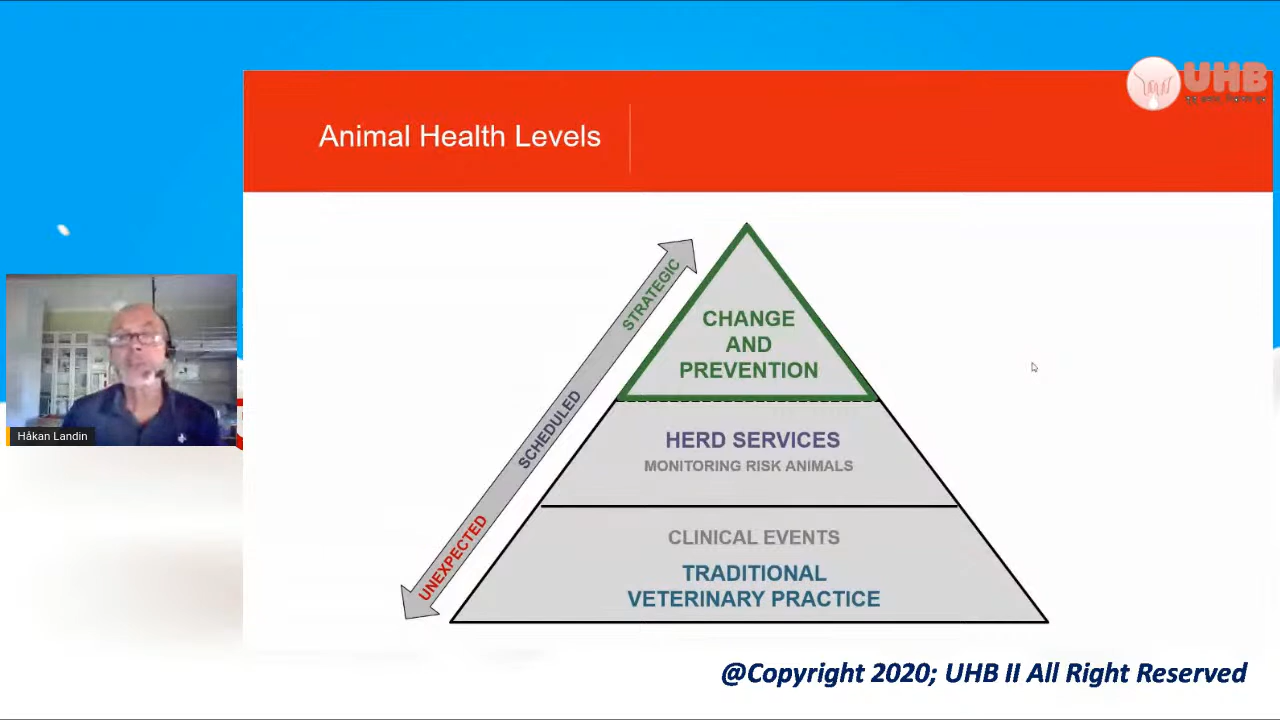 UHB
Animal Health Levels
STRATEGIC
SCHEDULED
UNEXPECTED
CHANGE
AND
PREVENTION
HERD SERVICES
MONITORING RISK ANIMALS
CLINICAL EVENTS
TRADITIONAL
VETERINARY PRACTICE
Håkan Landin
@Copyright 2020; UHB II All Right Reserved